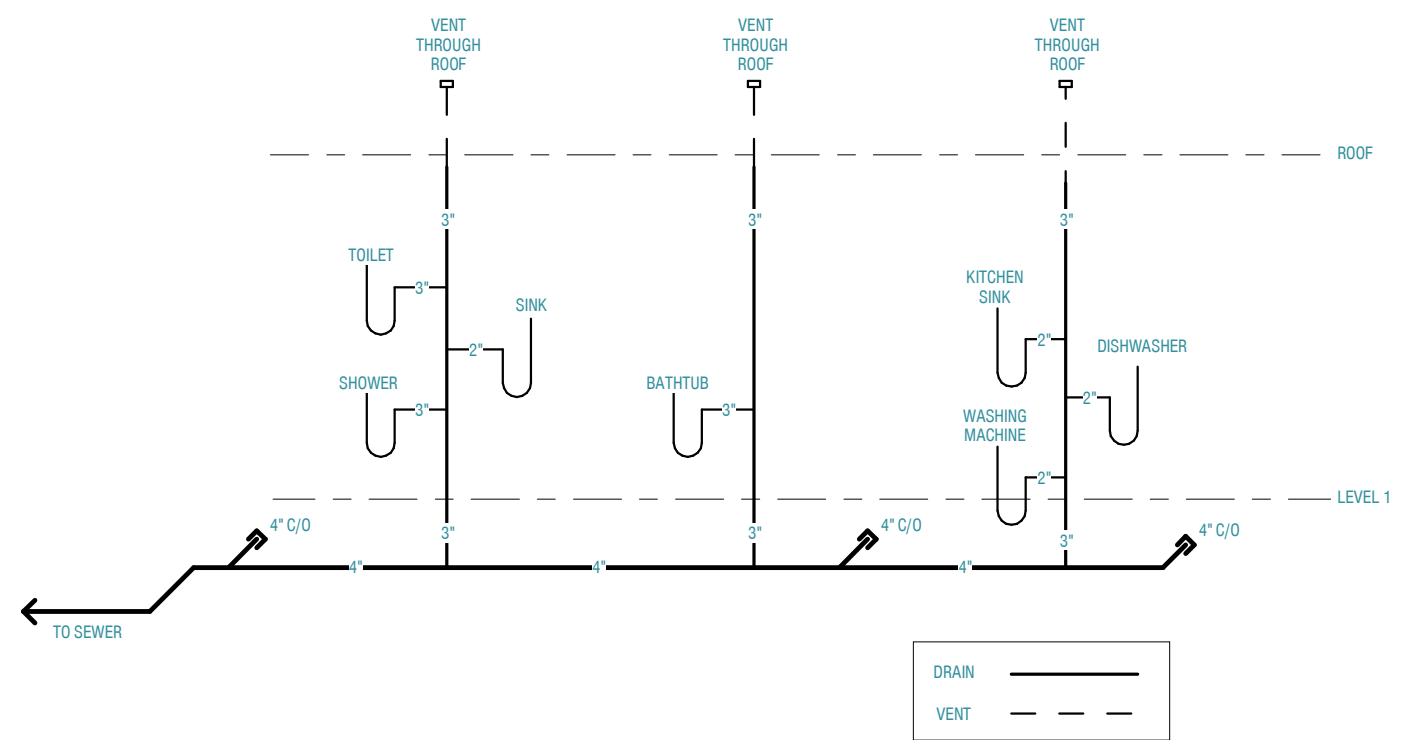 VENT
THROUGH
ROOF
VENT
THROUGH
ROOF
VENT
THROUGH
ROOF
ROOF
3"
3"
3"
TOILET
3"
SINK
2"
SHOWER
3"
BATHTUB
3"
KITCHEN
SINK
2"
DISHWASHER
2"
WASHING
MACHINE
2"
LEVEL 1
4" C/O
3"
3"
4" C/O
3"
4" C/O
4"
4"
4"
TO SEWER
DRAIN
VENT